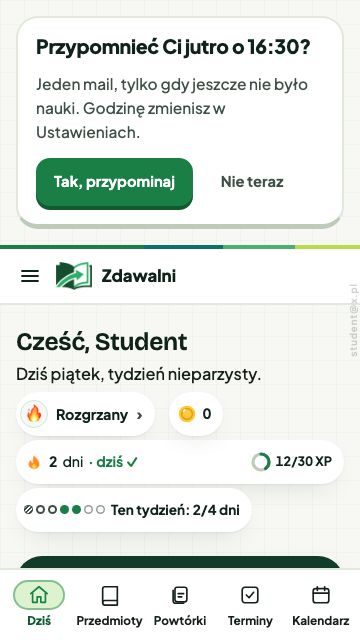 Przypomnieć Ci jutro o 16:30?
Jeden mail, tylko gdy jeszcze nie było
nauki. Godzinę zmienisz w
Ustawieniach.
Tak, przypominaj
Nie teraz
Zdawalni
student@x.pl
Cześć, Student
Dziś piątek, tydzień nieparzysty.
Rozgrzany ›
0
2 dni · dziś ✓
12/30 XP
Ten tydzień: 2/4 dni
Dziś
Przedmioty
Powtórki
Terminy
Kalendarz